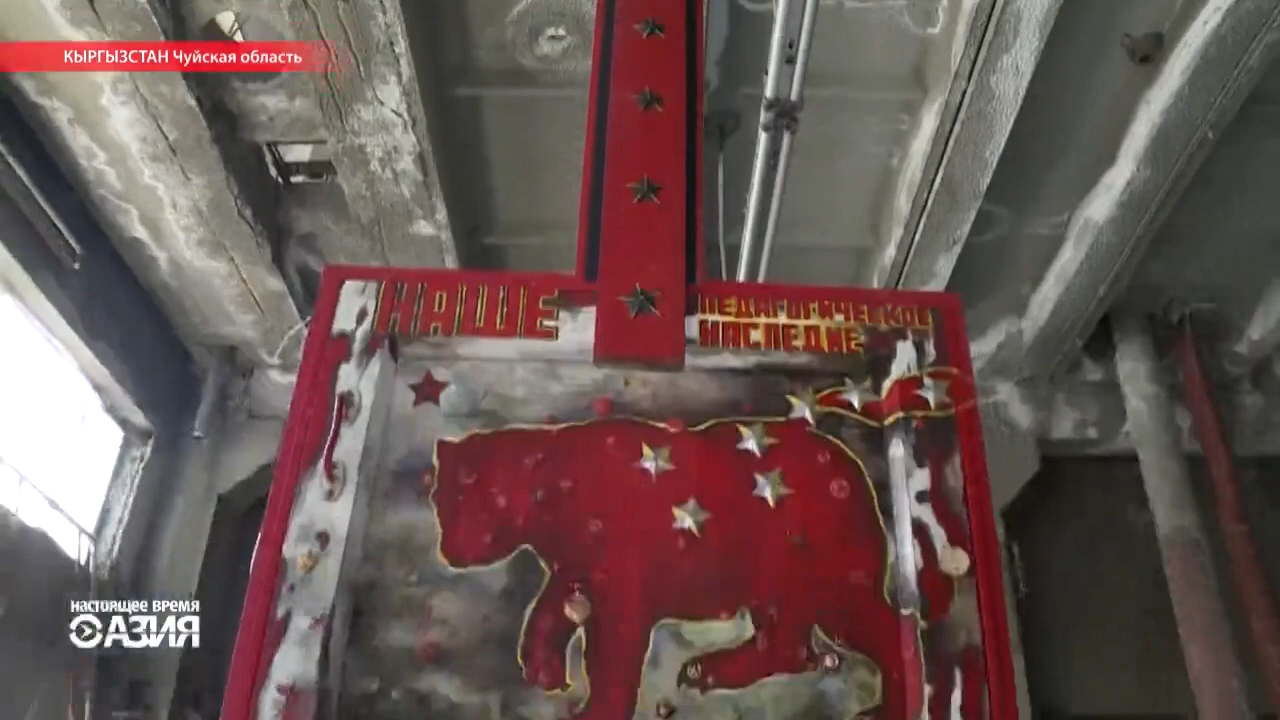 КЫРГЫЗСТАН Чуйская область
НАШЕ ПЕДАГОГИЧЕСКОЕ
НАСЛЕДИЕ
НАСТОЯЩЕЕ ВРЕМЯ
АЗИЯ